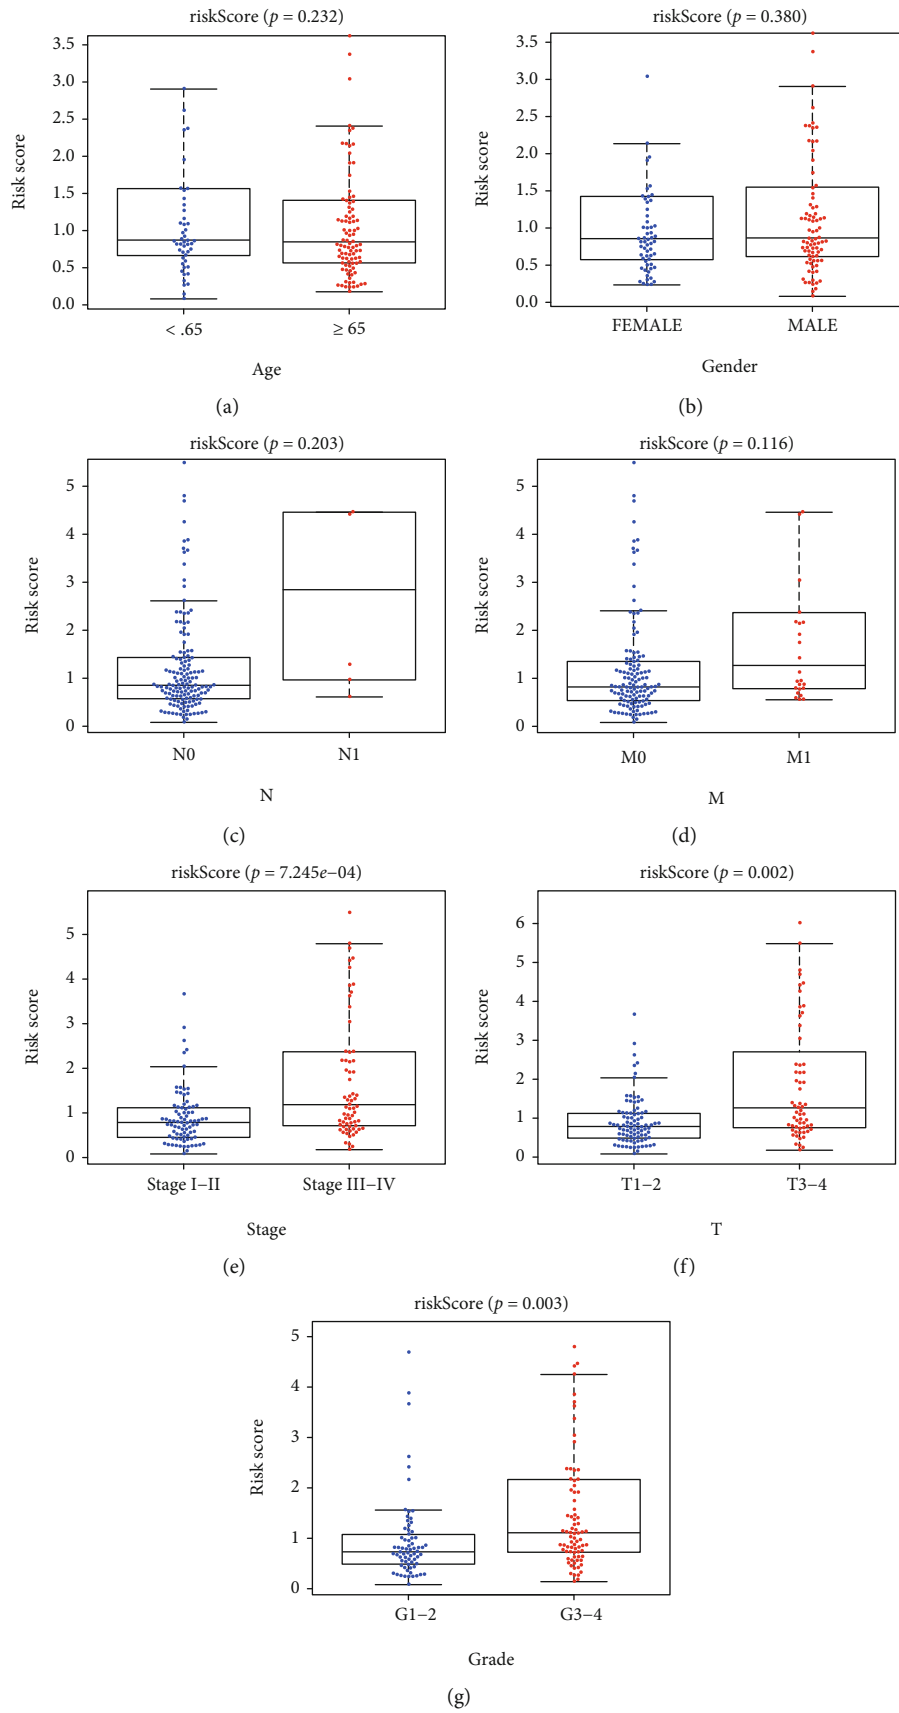 riskScore (p = 0.232)
3.5
3.0
2.5
2.0
1.5
1.0
0.5
0.0
Risk score
< .65
≥ 65
Age
(a)
riskScore (p = 0.380)
3.5
3.0
2.5
2.0
1.5
1.0
0.5
0.0
Risk score
FEMALE
MALE
Gender
(b)
riskScore (p = 0.203)
5
4
3
2
1
0
Risk score
N0
N1
N
(c)
riskScore (p = 0.116)
5
4
3
2
1
0
Risk score
M0
M1
M
(d)
riskScore (p = 7.245e−04)
5
4
3
2
1
0
Risk score
Stage I−II
Stage III−IV
Stage
(e)
riskScore (p = 0.002)
6
5
4
3
2
1
0
Risk score
T1−2
T3−4
T
(f)
riskScore (p = 0.003)
5
4
3
2
1
0
Risk score
G1−2
G3−4
Grade
(g)